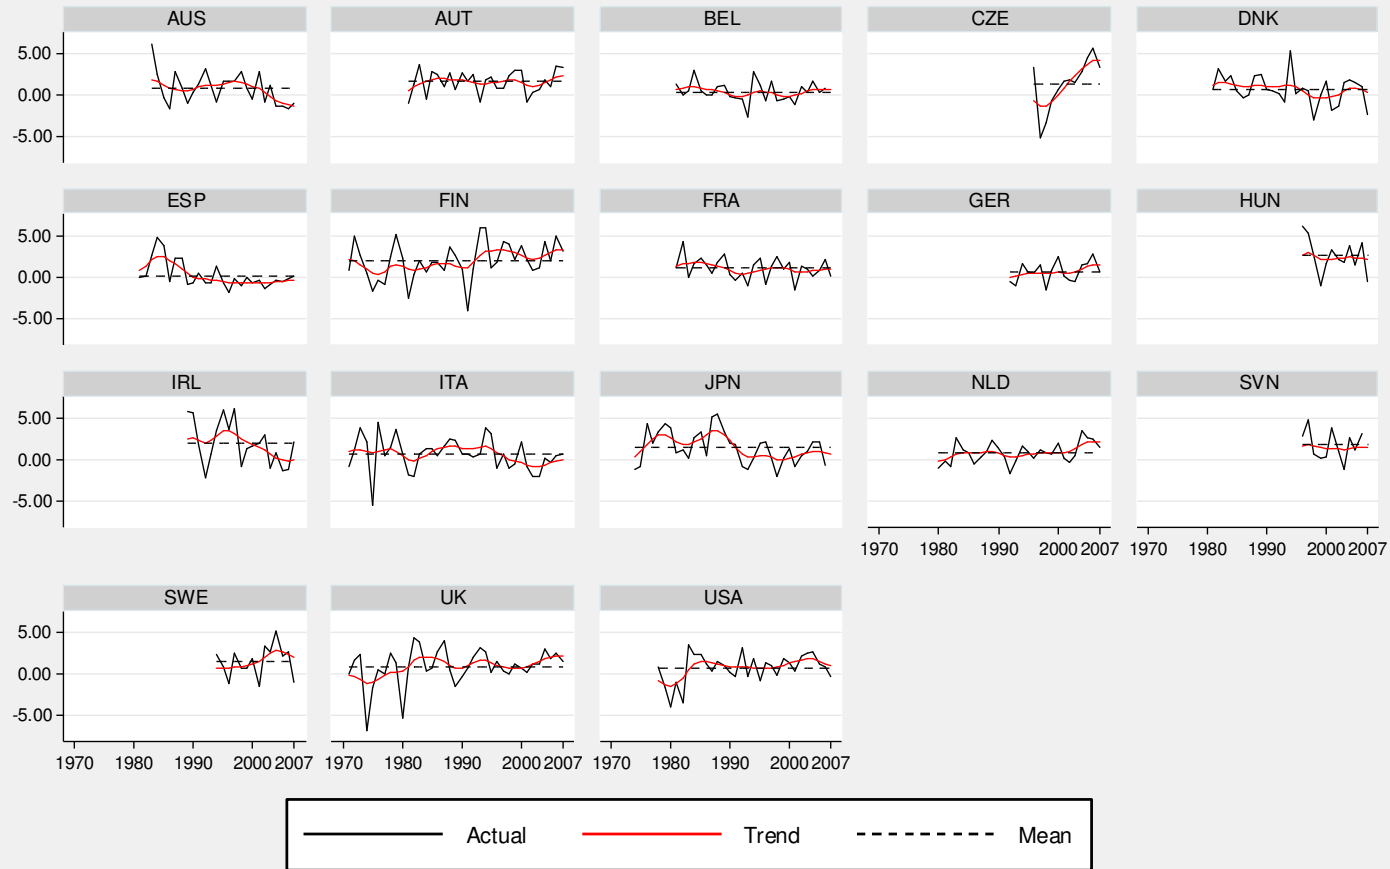 AUS AUT BEL CZE DNK
5.00
0.00
-5.00
ESP FIN FRA GER HUN
5.00
0.00
-5.00
IRL ITA JPN NLD SVN
5.00
0.00
-5.00
1970 1980 1990 2000 2007 1970 1980 1990 2000 2007
SWE UK USA
5.00
0.00
-5.00
1970 1980 1990 2000 2007 1970 1980 1990 2000 2007 1970 1980 1990 2000 2007
Actual Trend Mean